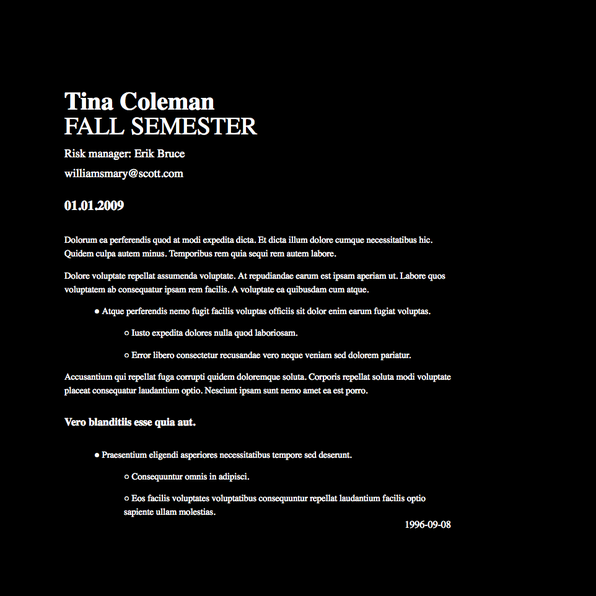 Tina Coleman
FALL SEMESTER
Risk manager: Erik Bruce
williamsmary@scott.com
01.01.2009
Dolorum ea perferendis quod at modi expedita dicta. Et dicta illum dolore cumque necessitatibus hic.
Quidem culpa autem minus. Temporibus rem quia sequi rem autem labore.
Dolore voluptate repellat assumenda voluptate. At repudiandae earum est ipsam aperiam ut. Labore quos
voluptatem ab consequatur ipsam rem facilis. A voluptate ea quibusdam cum atque.
● Atque perferendis nemo fugit facilis voluptas officiis sit dolor enim earum fugiat voluptas.
○ Iusto expedita dolores nulla quod laboriosam.
○ Error libero consectetur recusandae vero neque veniam sed dolorem pariatur.
Accusantium qui repellat fuga corrupti quidem doloremque soluta. Corporis repellat soluta modi voluptate
placeat consequatur laudantium optio. Nesciunt ipsam sunt nemo amet ea est porro.
Vero blanditiis esse quia aut.
● Praesentium eligendi asperiores necessitatibus tempore sed deserunt.
○ Consequuntur omnis in adipisci.
○ Eos facilis voluptates voluptatibus consequuntur repellat laudantium facilis optio
sapiente ullam molestias.
1996-09-08